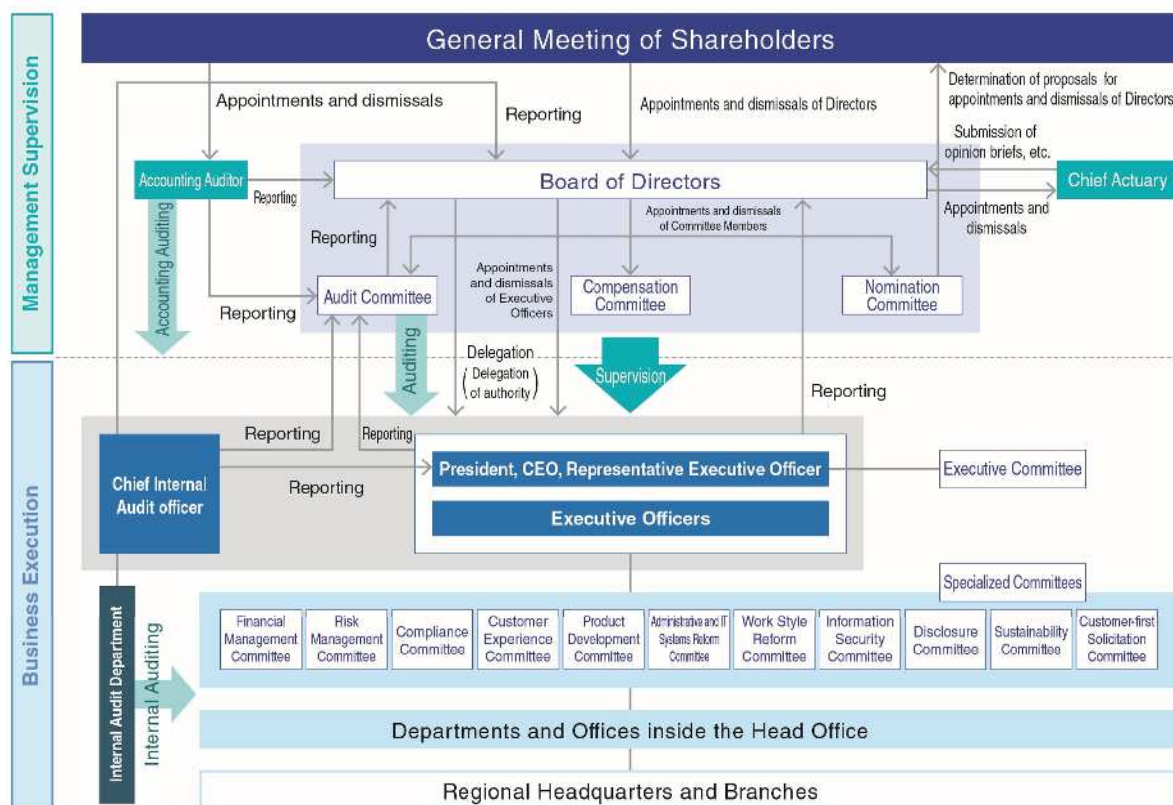 Management Supervision
General Meeting of Shareholders
Appointments and dismissals
Reporting
Appointments and dismissals of Directors
Determination of proposals for
appointments and dismissals of Directors
Submission of
opinion briefs, etc.
Accounting Auditor
Reporting
Board of Directors
Chief Actuary
Appointments and
dismissals
Accounting Auditing
Reporting
Appointments and dismissals
of Committee Members
Appointments
and dismissals
of Executive
Officers
Audit Committee
Compensation
Committee
Nomination
Committee
Reporting
Auditing
Delegation
(Delegation
of authority)
Supervision
Reporting
Business Execution
Reporting
Reporting
Chief Internal
Audit officer
Reporting
President, CEO, Representative Executive Officer
Executive Officers
Executive Committee
Specialized Committees
Internal Audit Department
Internal Auditing
Financial
Management
Committee
Risk
Management
Committee
Compliance
Committee
Customer
Experience
Committee
Product
Development
Committee
Administrative and IT
Systems Reform
Committee
Work Style
Reform
Committee
Information
Security
Committee
Disclosure
Committee
Sustainability
Committee
Customer-first
Solicitation
Committee
Departments and Offices inside the Head Office
Regional Headquarters and Branches